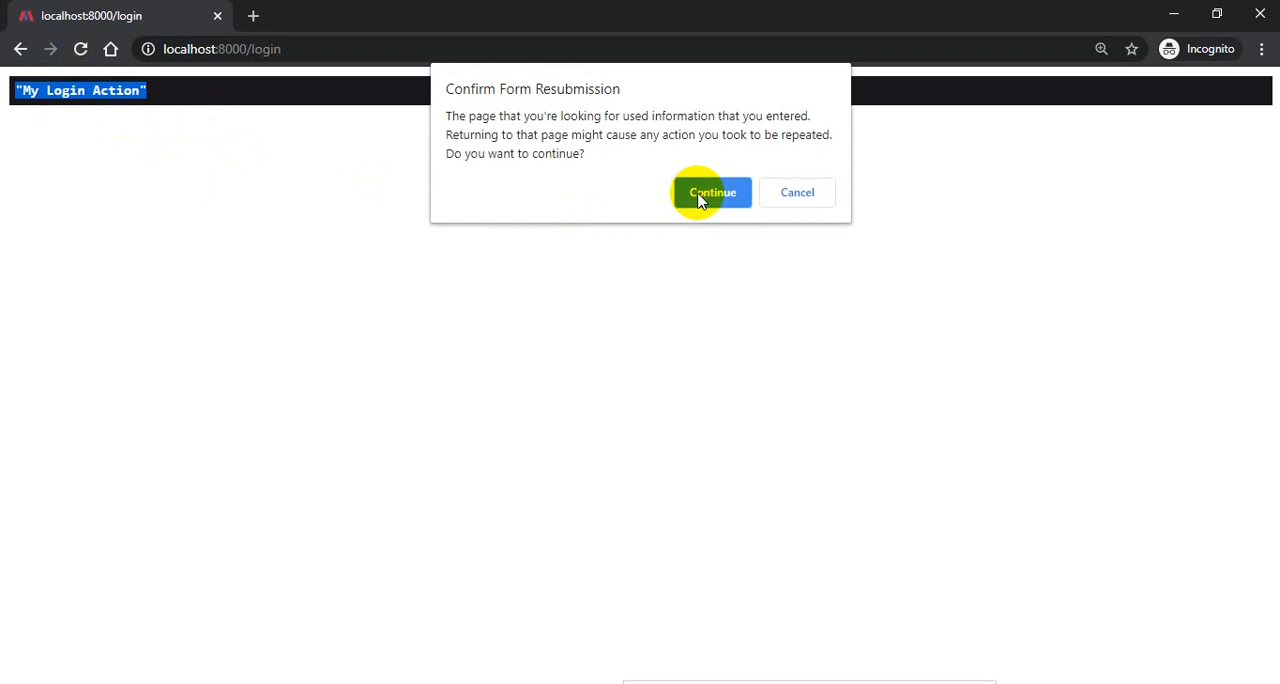 localhost:8000/login
localhost:8000/login
Incognito
"My Login Action"
Confirm Form Resubmission
The page that you're looking for used information that you entered.
Returning to that page might cause any action you took to be repeated.
Do you want to continue?
Continue
Cancel